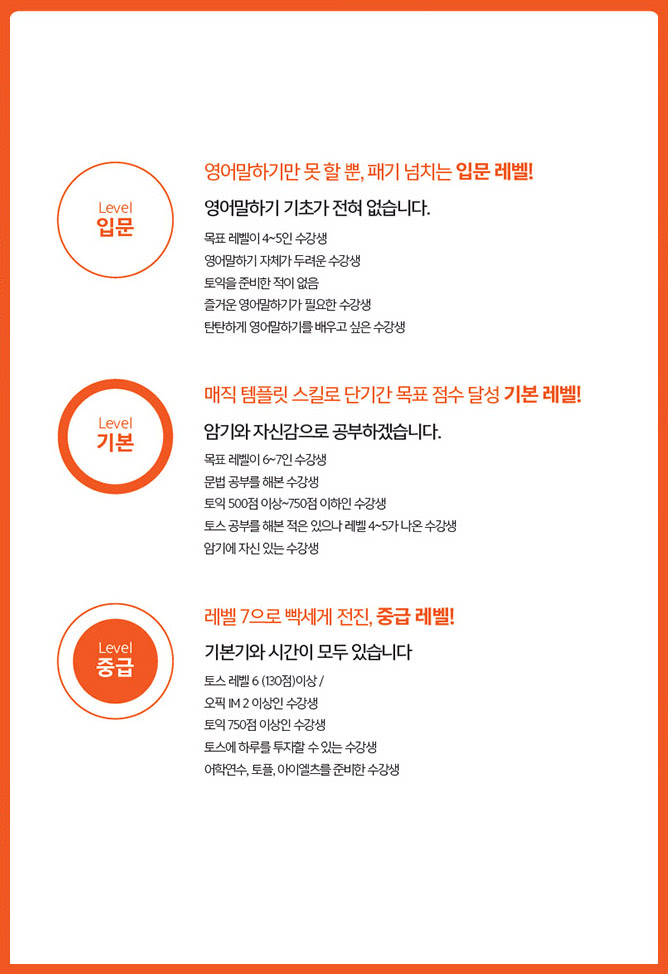 Level
입문
영어말하기만 못 할 뿐, 패기 넘치는 입문 레벨!
영어말하기 기초가 전혀 없습니다.
목표 레벨이 4~5인 수강생
영어말하기 자체가 두려운 수강생
토익을 준비한 적이 없음
즐거운 영어말하기가 필요한 수강생
탄탄하게 영어말하기를 배우고 싶은 수강생
Level
기본
매직 템플릿 스킬로 단기간 목표 점수 달성 기본 레벨!
암기와 자신감으로 공부하겠습니다.
목표 레벨이 6~7인 수강생
문법 공부를 해본 수강생
토익 500점 이상~750점 이하인 수강생
토스 공부를 해본 적은 있으나 레벨 4~5가 나온 수강생
암기에 자신 있는 수강생
Level
중급
레벨 7으로 빡세게 전진, 중급 레벨!
기본기와 시간이 모두 있습니다
토스 레벨 6 (130점)이상 /
오픽 IM 2 이상인 수강생
토익 750점 이상인 수강생
토스에 하루를 투자할 수 있는 수강생
어학연수, 토플, 아이엘츠를 준비한 수강생